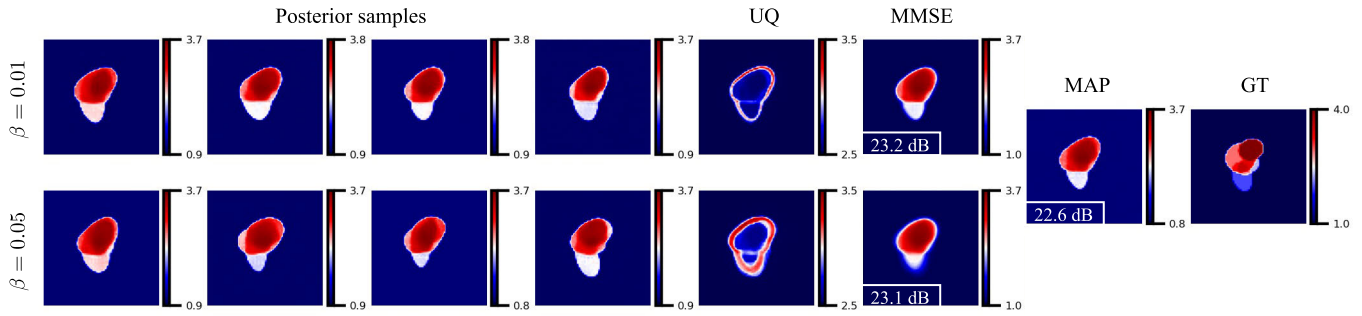 Posterior samples UQ MMSE
β = 0.01
3.7 3.8 3.8 3.7 3.5 3.7
0.9 0.9 0.9 0.9 2.5 1.0
23.2 dB
MAP GT
3.7 4.0
0.8 1.0
22.6 dB
β = 0.05
3.7 3.7 3.7 3.7 3.5 3.7
0.9 0.9 0.9 0.8 2.5 1.0
23.1 dB